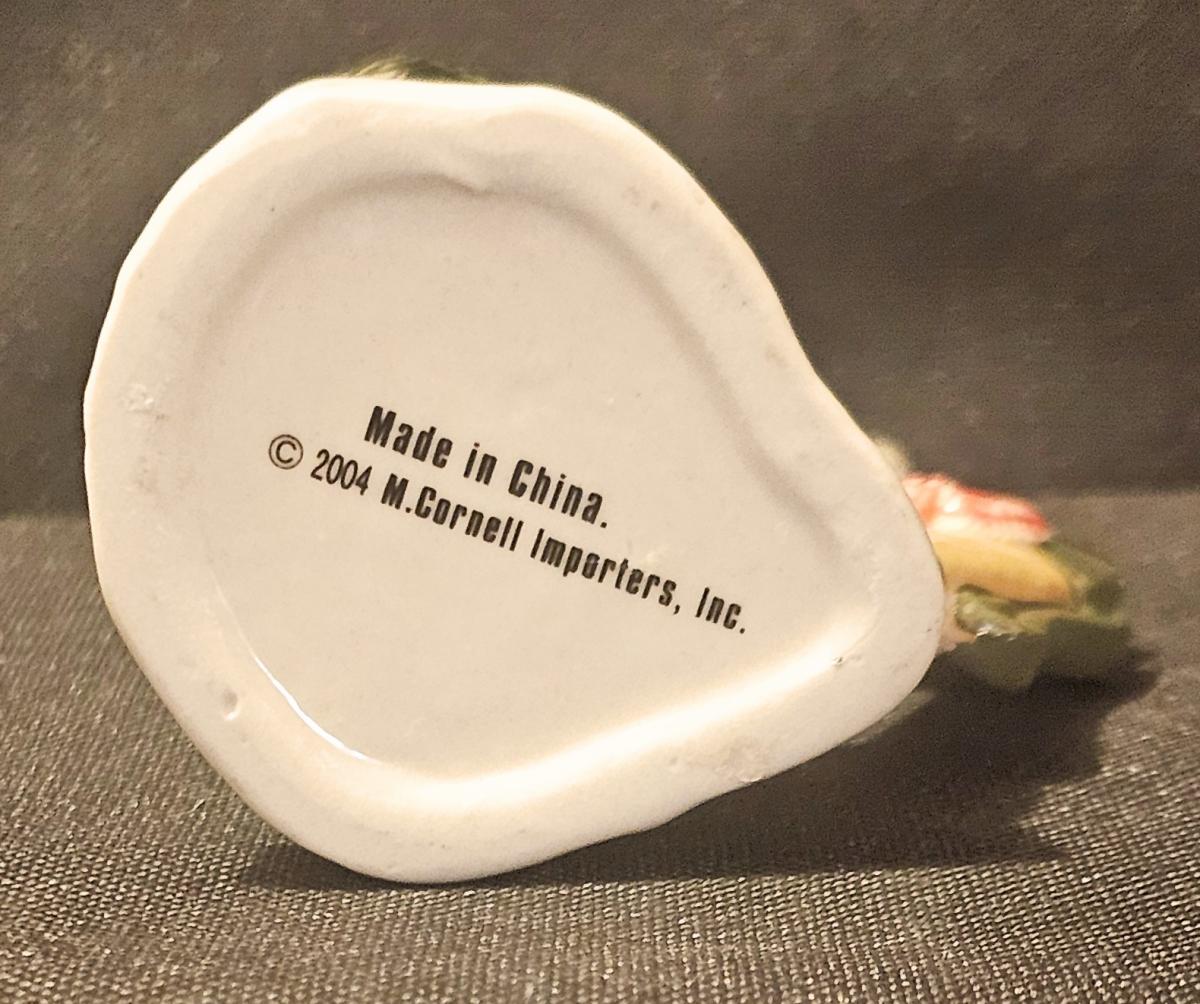 Made in China.
© 2004 M.Cornell Importers, Inc.